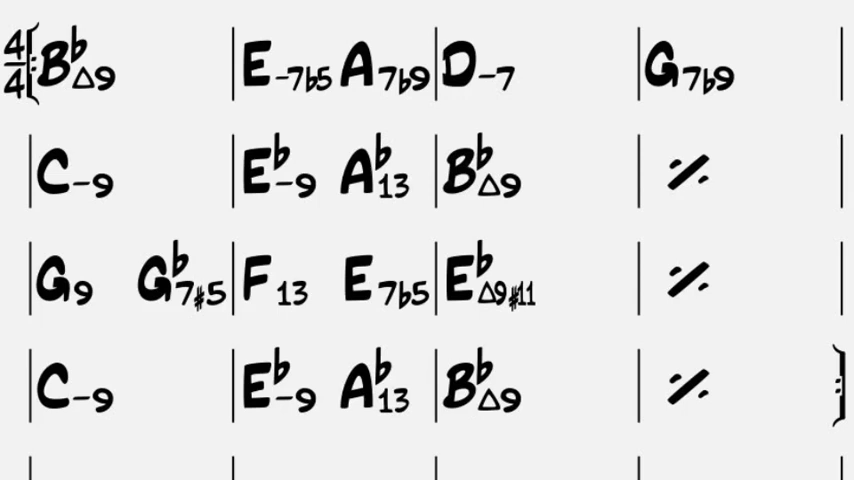 4/4 B♭Δ9 E-7♭5 A7♭9 D-7 G7♭9
C-9 E♭-9 A♭13 B♭Δ9 𝄎
G9 G♭7♯5 F13 E7♭5 E♭Δ9♯11 𝄎
C-9 E♭-9 A♭13 B♭Δ9 𝄎